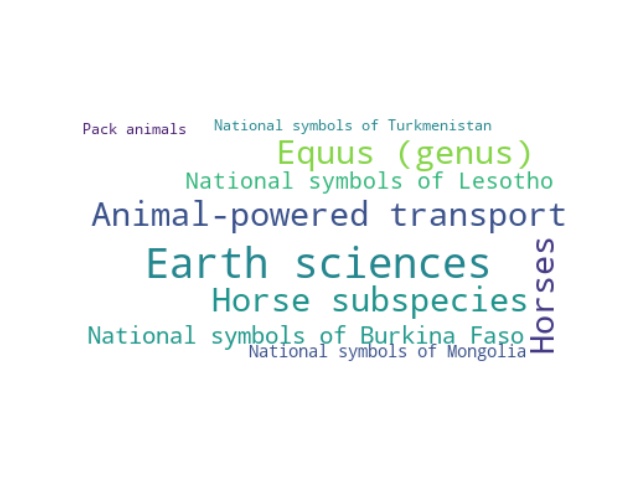 Pack animals
National symbols of Turkmenistan
Equus (genus)
National symbols of Lesotho
Animal-powered transport
Earth sciences
Horses
Horse subspecies
National symbols of Burkina Faso
National symbols of Mongolia